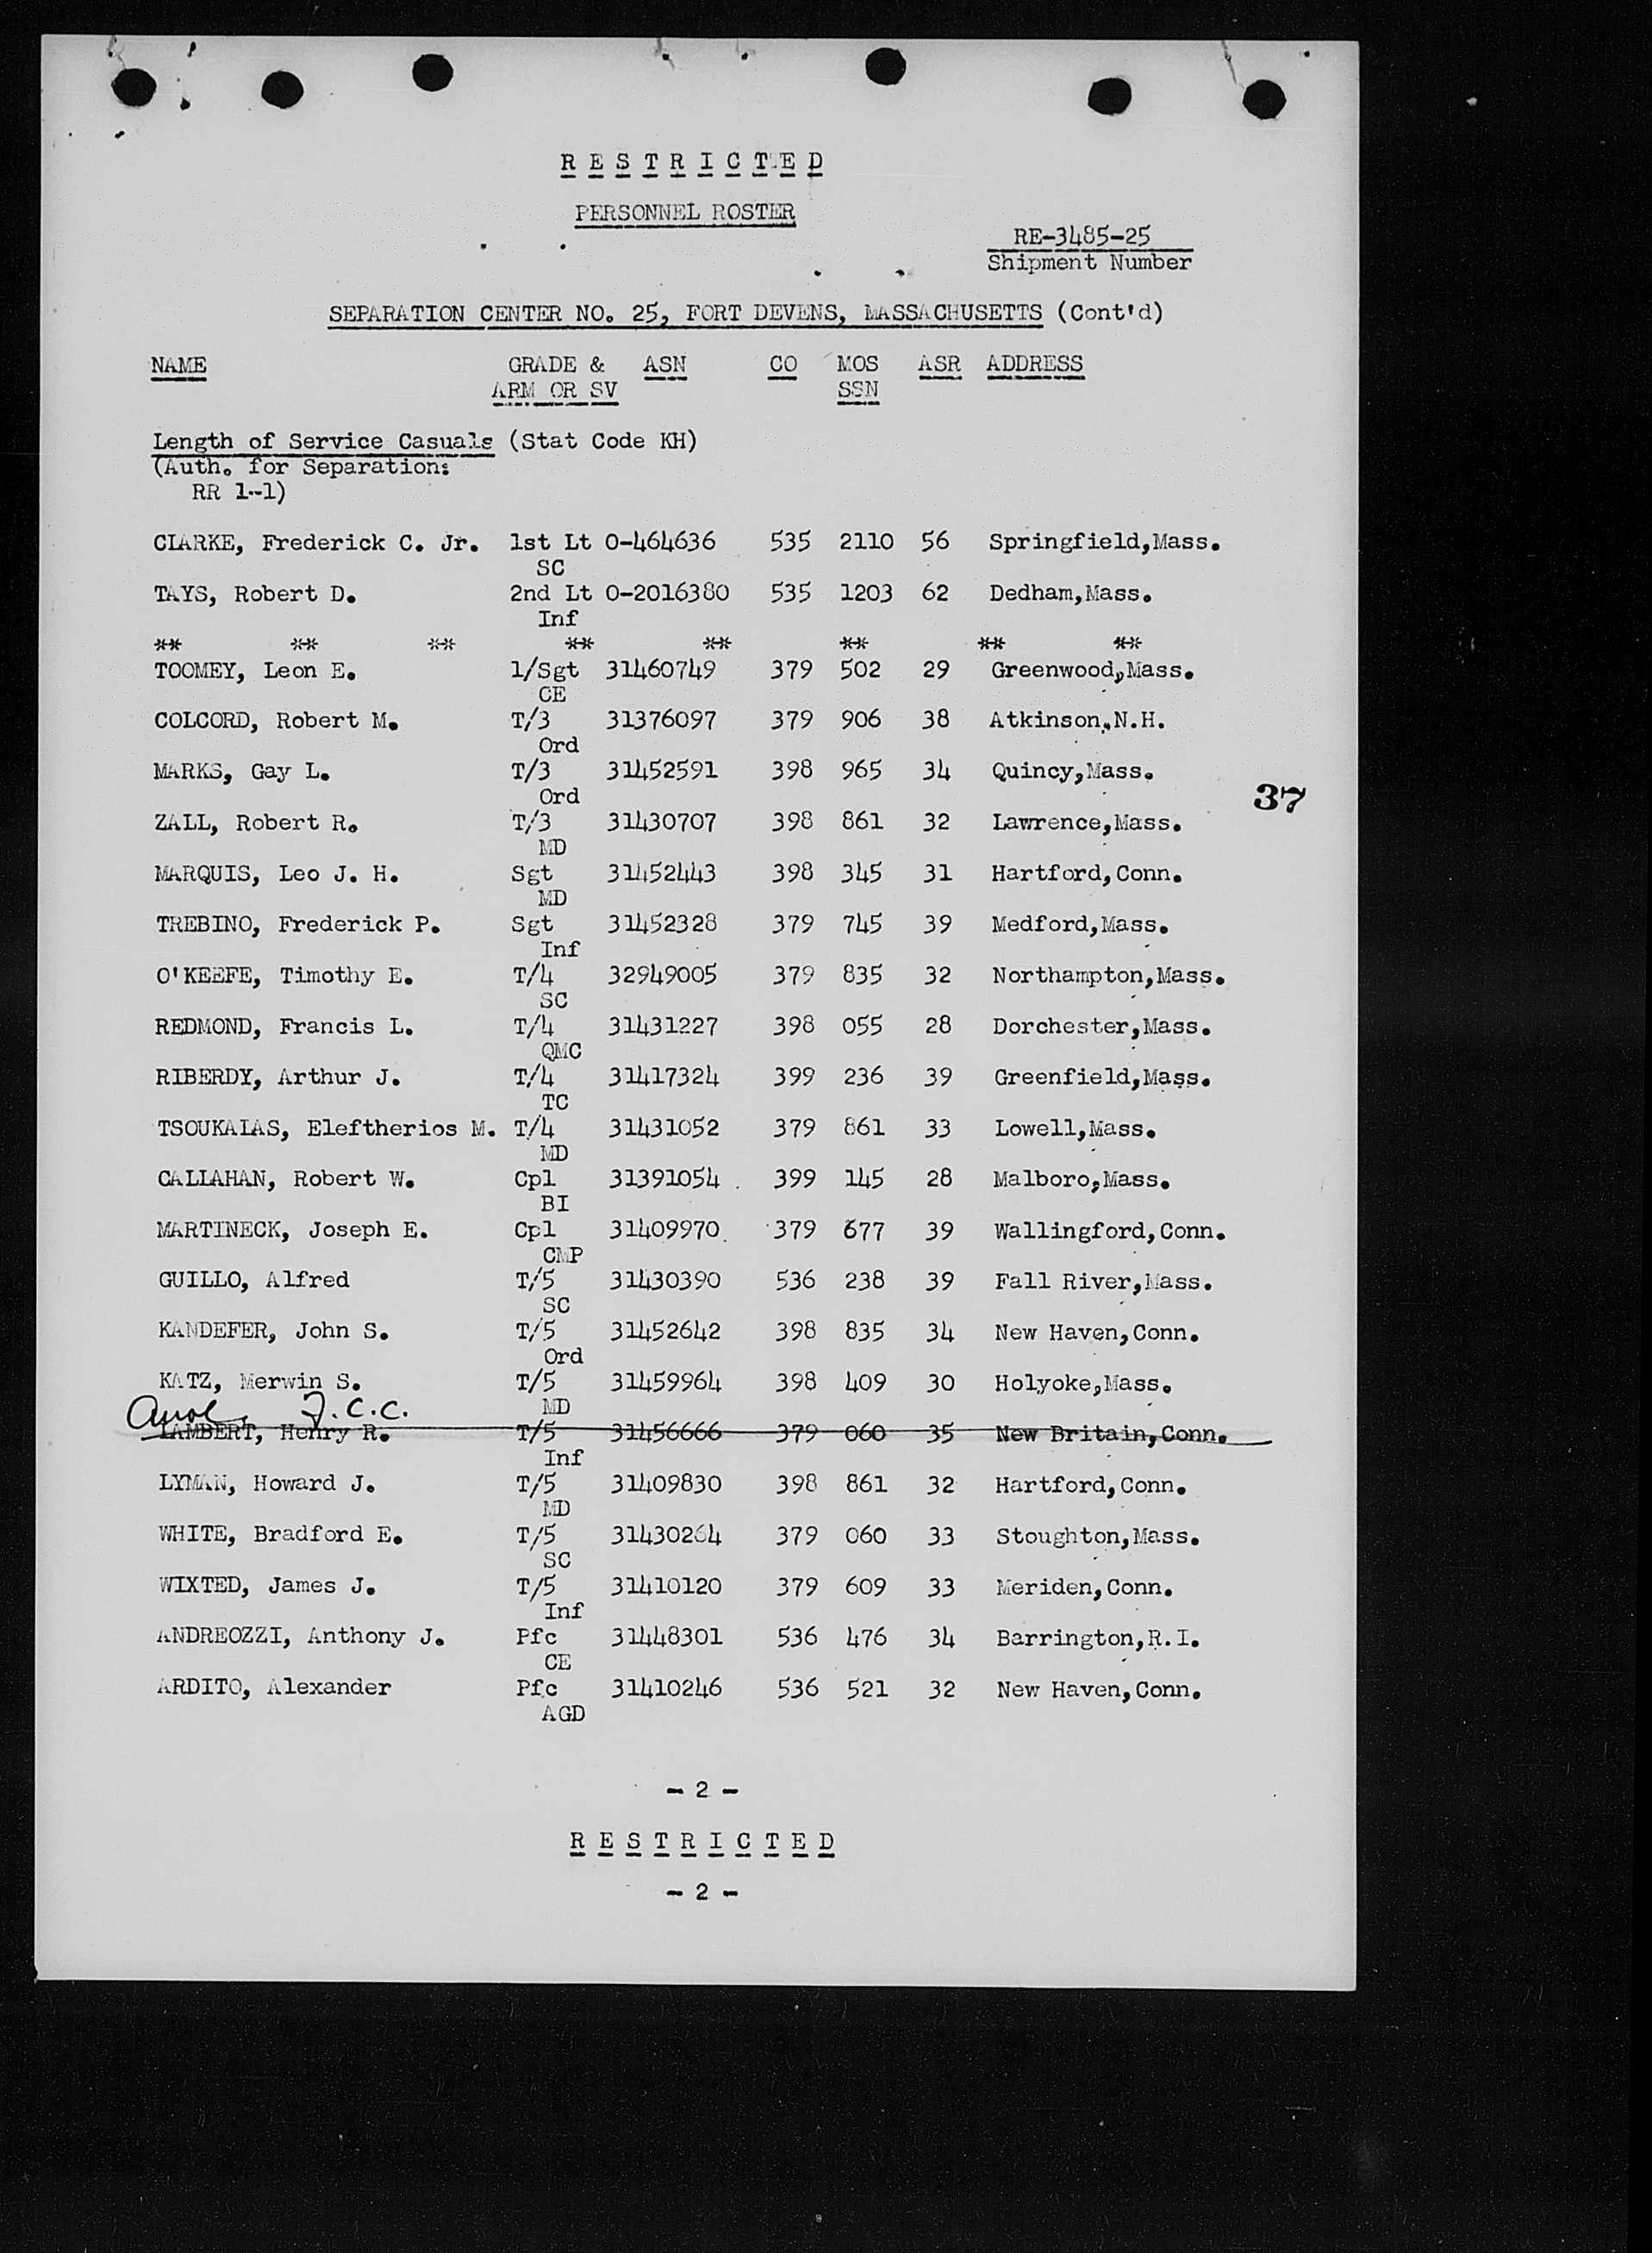 RESTRICTED
PERSONNEL ROSTER
RE-3485-25
Shipment Number
SEPARATION CENTER NO. 25, FORT DEVENS, MASSACHUSETTS (Cont'd)
NAME GRADE & ASN CO MOS ASR ADDRESS
ARM OR SV SSN
Length of Service Casuals (Stat Code KH)
(Auth. for Separation:
RR 1--1)
CLARKE, Frederick C. Jr. 1st Lt O-464636 535 2110 56 Springfield,Mass.
SC
TAYS, Robert D. 2nd Lt O-2016380 535 1203 62 Dedham,Mass.
Inf
** ** ** ** ** ** ** **
TOOMEY, Leon E. 1/Sgt 31460749 379 502 29 Greenwood,Mass.
CE
COLCORD, Robert M. T/3 31376097 379 906 38 Atkinson,N.H.
Ord
MARKS, Gay L. T/3 31452591 398 965 34 Quincy,Mass.
Ord
37
ZALL, Robert R. T/3 31430707 398 861 32 Lawrence,Mass.
MD
MARQUIS, Leo J. H. Sgt 31452443 398 345 31 Hartford,Conn.
MD
TREBINO, Frederick P. Sgt 31452328 379 745 39 Medford,Mass.
Inf
O'KEEFE, Timothy E. T/4 32949005 379 835 32 Northampton,Mass.
SC
REDMOND, Francis L. T/4 31431227 398 055 28 Dorchester,Mass.
QMC
RIBERDY, Arthur J. T/4 31417324 399 236 39 Greenfield,Mass.
TC
TSOUKALAS, Eleftherios M. T/4 31431052 379 861 33 Lowell,Mass.
MD
CALLAHAN, Robert W. Cpl 31391054 399 145 28 Malboro,Mass.
BI
MARTINECK, Joseph E. Cpl 31409970 379 677 39 Wallingford,Conn.
CMP
GUILLO, Alfred T/5 31430390 536 238 39 Fall River,Mass.
SC
KANDEFER, John S. T/5 31452642 398 835 34 New Haven,Conn.
Ord
KATZ, Merwin S. T/5 31459964 398 409 30 Holyoke,Mass.
MD
J.C.C.
LAMBERT, Henry R. T/5 31456666 379 060 35 New Britain,Conn.
Inf
LYMAN, Howard J. T/5 31409830 398 861 32 Hartford,Conn.
MD
WHITE, Bradford E. T/5 31430264 379 060 33 Stoughton,Mass.
SC
WIXTED, James J. T/5 31410120 379 609 33 Meriden,Conn.
Inf
ANDREOZZI, Anthony J. Pfc 31448301 536 476 34 Barrington,R.I.
CE
ARDITO, Alexander Pfc 31410246 536 521 32 New Haven,Conn.
AGD
- 2 -
RESTRICTED
- 2 -